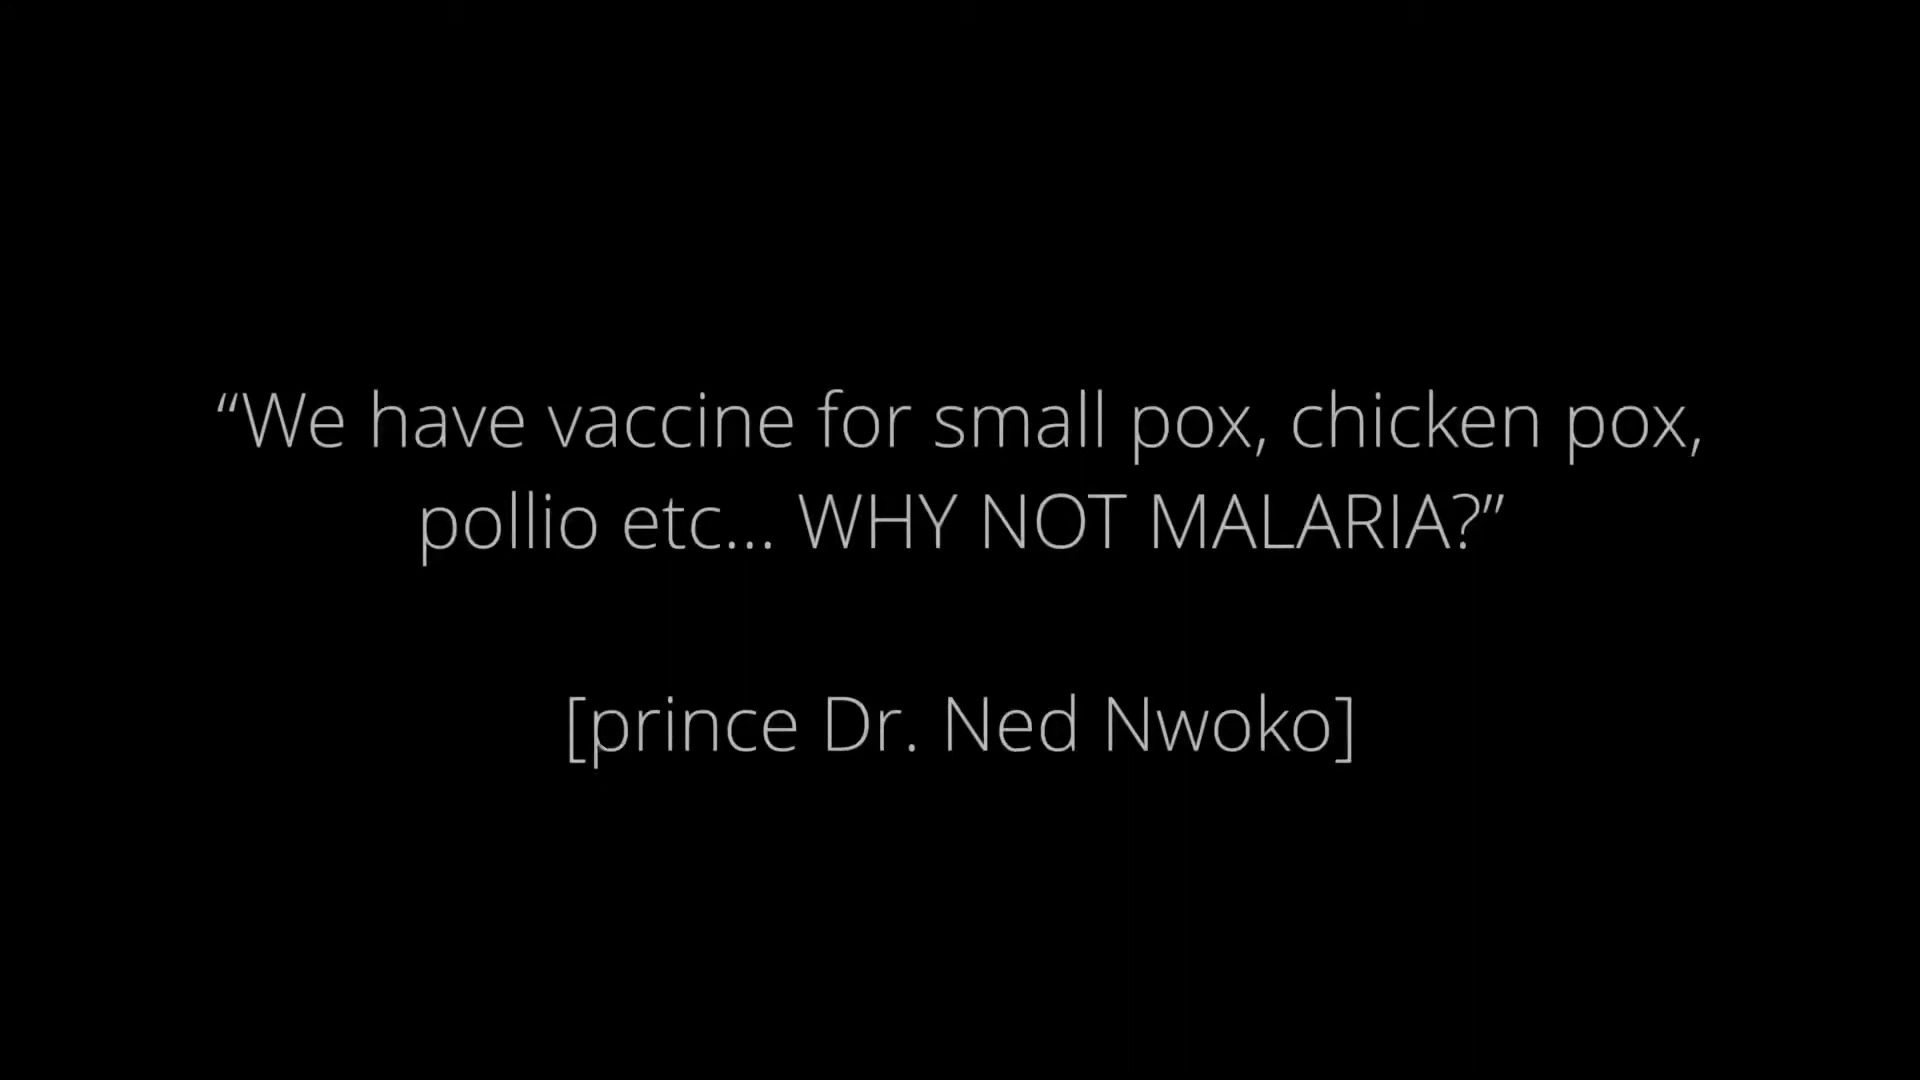 “We have vaccine for small pox, chicken pox,
pollio etc... WHY NOT MALARIA?”
[prince Dr. Ned Nwoko]